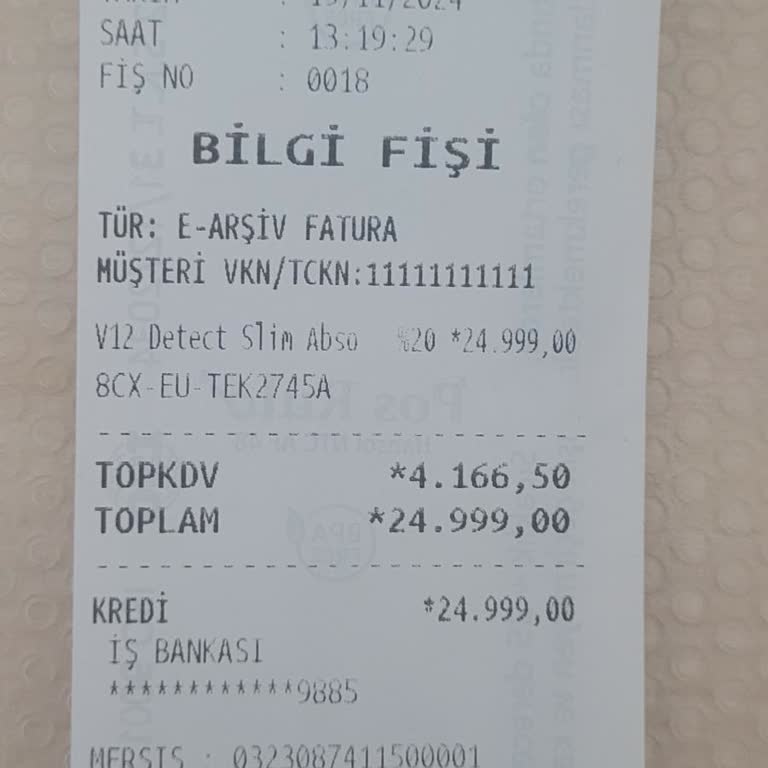 SAAT : 13:19:29
FİŞ NO : 0018
BİLGİ FİŞİ
TÜR: E-ARŞİV FATURA
MÜŞTERİ VKN/TCKN:11111111111
V12 Detect Slim Abso %20 *24.999,00
8CX-EU-TEK2745A
TOPKDV *4.166,50
TOPLAM *24.999,00
KREDİ *24.999,00
İŞ BANKASI
************9885
MERSIS : 0323087411500001